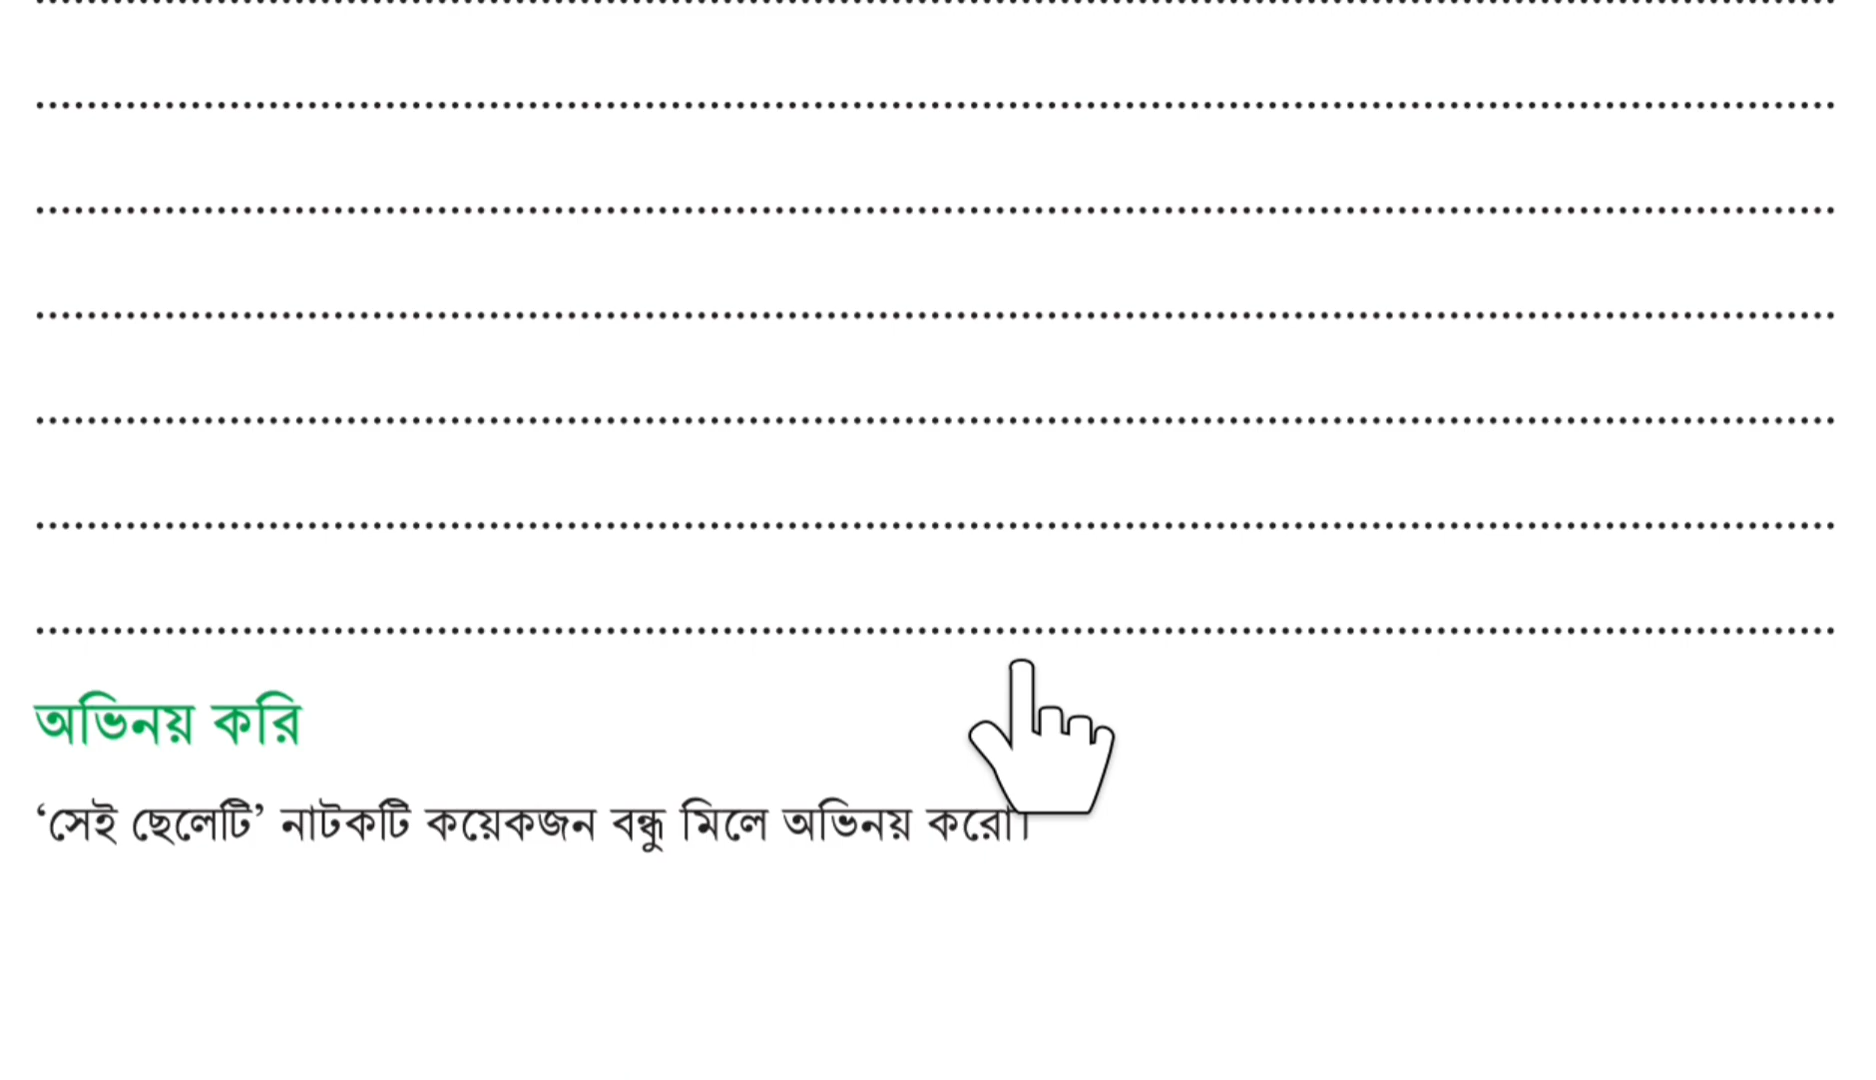 অভিনয় করি
‘সেই ছেলেটি’ নাটকটি কয়েকজন বন্ধু মিলে অভিনয় করো।